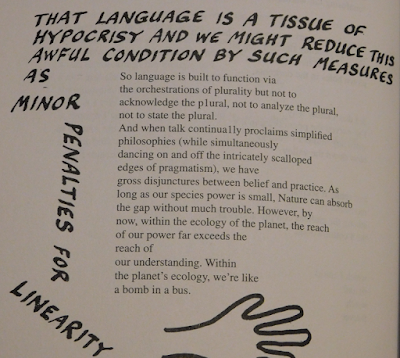 THAT LANGUAGE IS A TISSUE OF
HYPOCRISY AND WE MIGHT REDUCE THIS
AWFUL CONDITION BY SUCH MEASURES
AS
MINOR
PENALTIES FOR
LINEARITY
So language is built to function via
the orchestrations of plurality but not to
acknowledge the plural, not to analyze the plural,
not to state the plural.
And when talk continually proclaims simplified
philosophies (while simultaneously
dancing on and off the intricately scalloped
edges of pragmatism), we have
gross disjunctures between belief and practice. As
long as our species power is small, Nature can absorb
the gap without much trouble. However, by
now, within the ecology of the planet, the reach
of our power far exceeds the
reach of
our understanding. Within
the planet's ecology, we're like
a bomb in a bus.